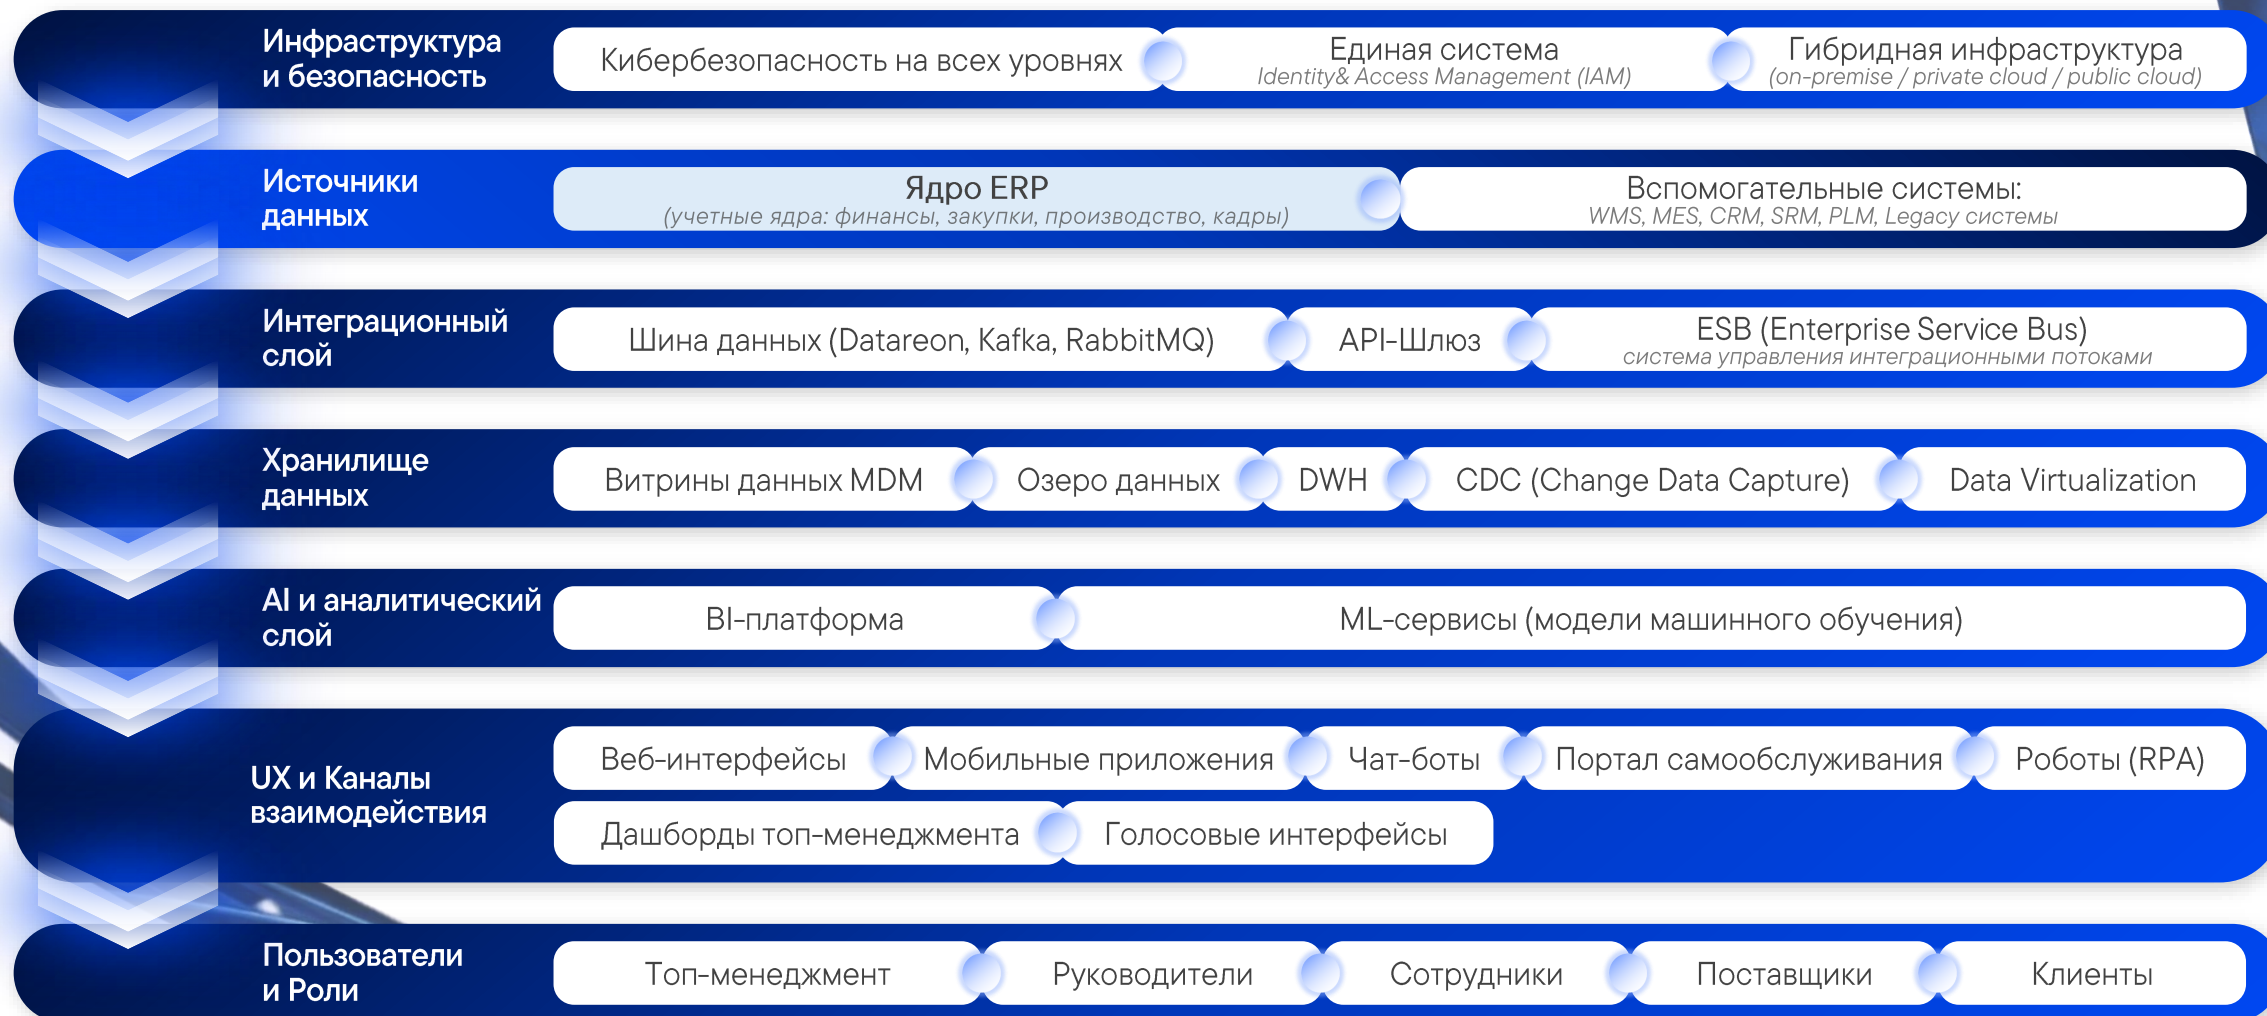 Инфраструктура
и безопасность
Кибербезопасность на всех уровнях
Единая система
Identity& Access Management (IAM)
Гибридная инфраструктура
(on-premise / private cloud / public cloud)
Источники
данных
Ядро ERP
(учетные ядра: финансы, закупки, производство, кадры)
Вспомогательные системы:
WMS, MES, CRM, SRM, PLM, Legacy системы
Интеграционный
слой
Шина данных (Datareon, Kafka, RabbitMQ)
API-Шлюз
ESB (Enterprise Service Bus)
система управления интеграционными потоками
Хранилище
данных
Витрины данных MDM
Озеро данных
DWH
CDC (Change Data Capture)
Data Virtualization
AI и аналитический
слой
BI-платформа
ML-сервисы (модели машинного обучения)
UX и Каналы
взаимодействия
Веб-интерфейсы
Мобильные приложения
Чат-боты
Портал самообслуживания
Роботы (RPA)
Дашборды топ-менеджмента
Голосовые интерфейсы
Пользователи
и Роли
Топ-менеджмент
Руководители
Сотрудники
Поставщики
Клиенты